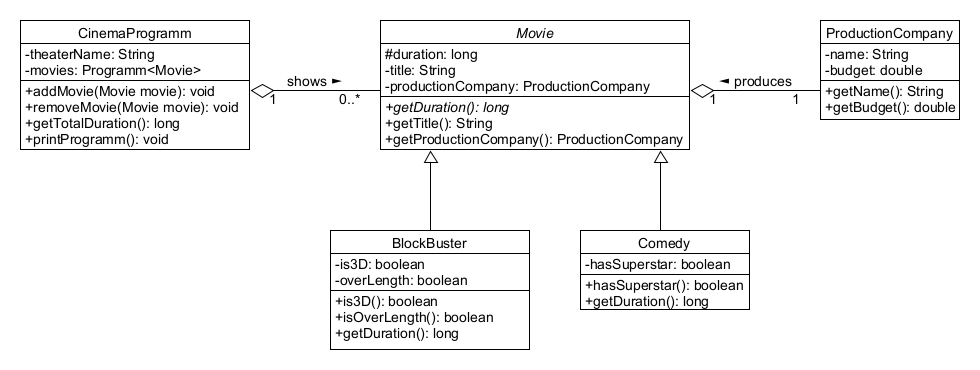 CinemaProgramm
-theaterName: String
-movies: Programm<Movie>
+addMovie(Movie movie): void
+removeMovie(Movie movie): void
+getTotalDuration(): long
+printProgramm(): void
shows ►
1
0..*
Movie
#duration: long
-title: String
-productionCompany: ProductionCompany
+getDuration(): long
+getTitle(): String
+getProductionCompany(): ProductionCompany
◄ produces
1
1
ProductionCompany
-name: String
-budget: double
+getName(): String
+getBudget(): double
BlockBuster
-is3D: boolean
-overLength: boolean
+is3D(): boolean
+isOverLength(): boolean
+getDuration(): long
Comedy
-hasSuperstar: boolean
+hasSuperstar(): boolean
+getDuration(): long